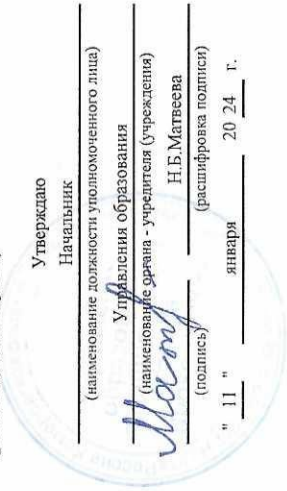 Утверждаю
Начальник
(наименование должности уполномоченного лица)
Управления образования
(наименование органа - учредителя (учреждения)
Н.Б.Матвеева
(подпись) (расшифровка подписи)
" 11 " января 20 24 г.